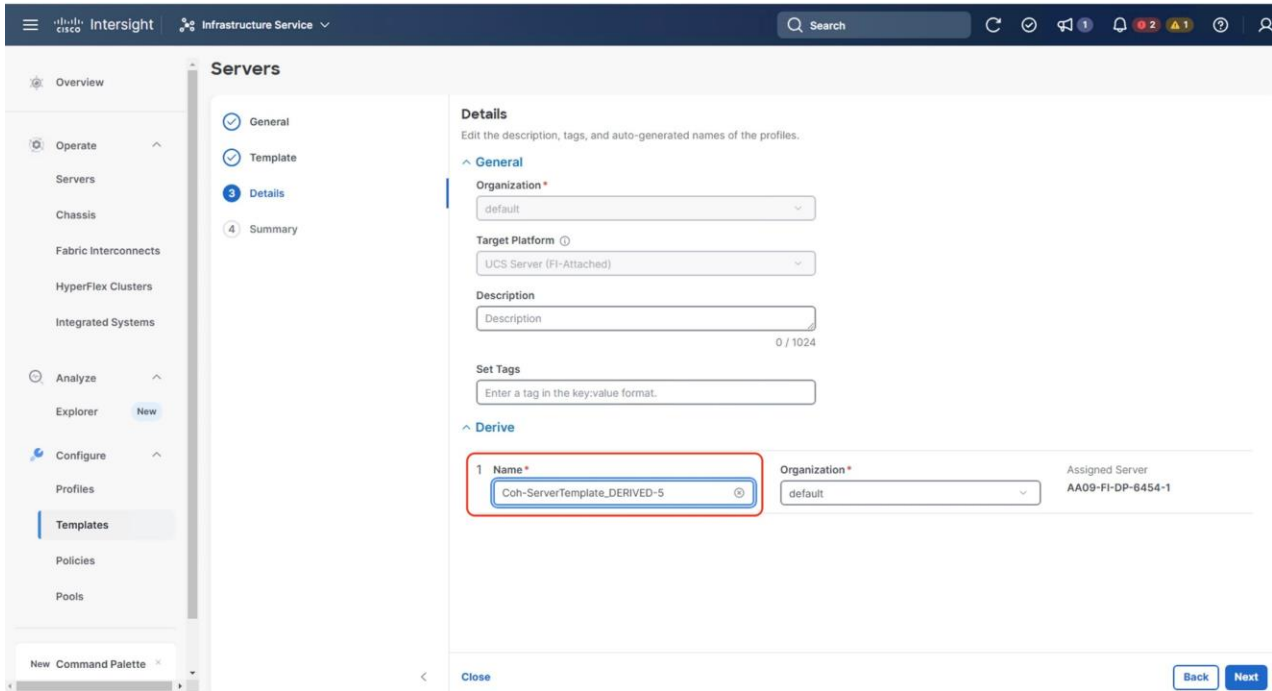 cisco Intersight Infrastructure Service Search 1 2 1
Overview
Operate
Servers
Chassis
Fabric Interconnects
HyperFlex Clusters
Integrated Systems
Analyze
Explorer New
Configure
Profiles
Templates
Policies
Pools
New Command Palette
Servers
General
Template
3 Details
4 Summary
Details
Edit the description, tags, and auto-generated names of the profiles.
General
Organization *
default
Target Platform
UCS Server (FI-Attached)
Description
Description
0 / 1024
Set Tags
Enter a tag in the key:value format.
Derive
1 Name * Organization * Assigned Server
Coh-ServerTemplate_DERIVED-5 default AA09-FI-DP-6454-1
Close Back Next